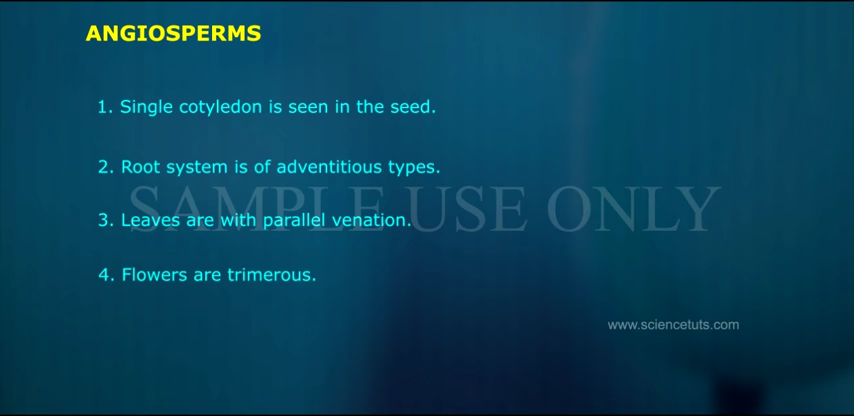 ANGIOSPERMS
1. Single cotyledon is seen in the seed.
2. Root system is of adventitious types.
SAMPLE USE ONLY
3. Leaves are with parallel venation.
4. Flowers are trimerous.
www.sciencetuts.com